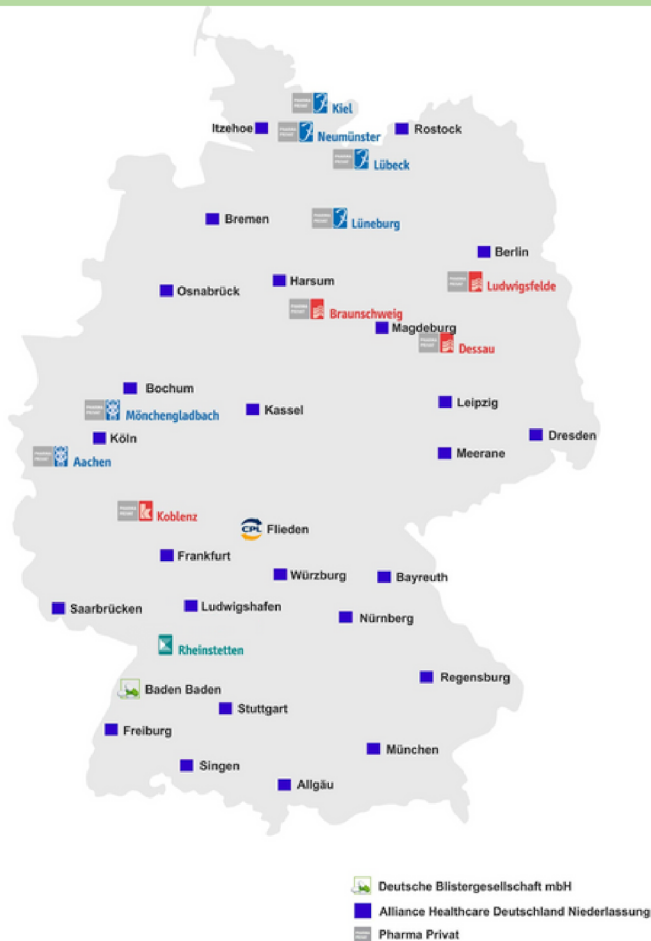 Kiel
Itzehoe
Neumünster
Rostock
Lübeck
Bremen
Lüneburg
Berlin
Osnabrück
Harsum
Ludwigsfelde
Braunschweig
Magdeburg
Dessau
Bochum
Kassel
Leipzig
Mönchengladbach
Köln
Dresden
Aachen
Meerane
Koblenz
CPL Flieden
Frankfurt
Würzburg
Bayreuth
Saarbrücken
Ludwigshafen
Nürnberg
Rheinstetten
Regensburg
Baden Baden
Stuttgart
Freiburg
München
Singen
Allgäu
Deutsche Blistergesellschaft mbH
Alliance Healthcare Deutschland Niederlassung
Pharma Privat